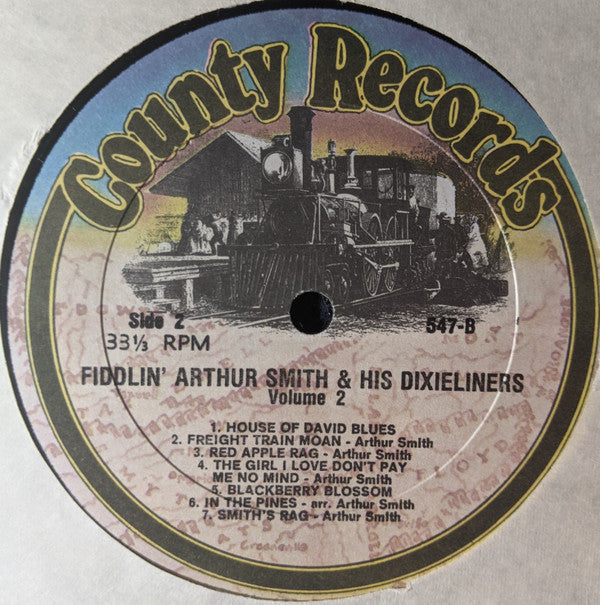 County Records
Side 2
547-B
33⅓ RPM
FIDDLIN' ARTHUR SMITH & HIS DIXIELINERS
Volume 2
1. HOUSE OF DAVID BLUES
2. FREIGHT TRAIN MOAN - Arthur Smith
3. RED APPLE RAG - Arthur Smith
4. THE GIRL I LOVE DON'T PAY
ME NO MIND - Arthur Smith
5. BLACKBERRY BLOSSOM
6. IN THE PINES - arr. Arthur Smith
7. SMITH'S RAG - Arthur Smith